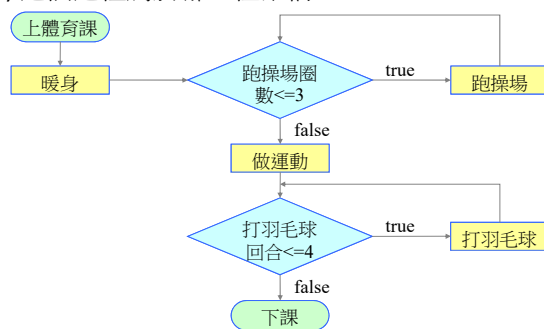 上體育課
暖身
跑操場圈
數<=3
true
跑操場
false
做運動
打羽毛球
回合<=4
true
打羽毛球
false
下課